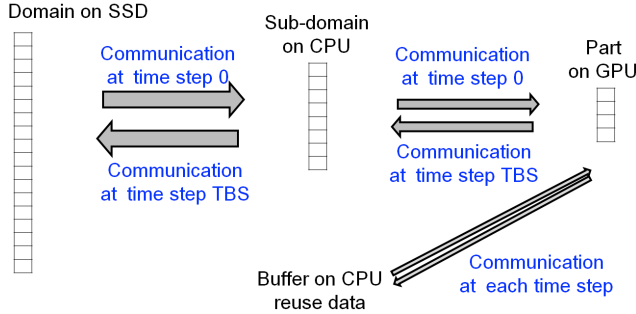 Domain on SSD
Sub-domain
on CPU
Part
on GPU
Communication
at time step 0
Communication
at time step 0
Communication
at time step TBS
Communication
at time step TBS
Buffer on CPU
reuse data
Communication
at each time step